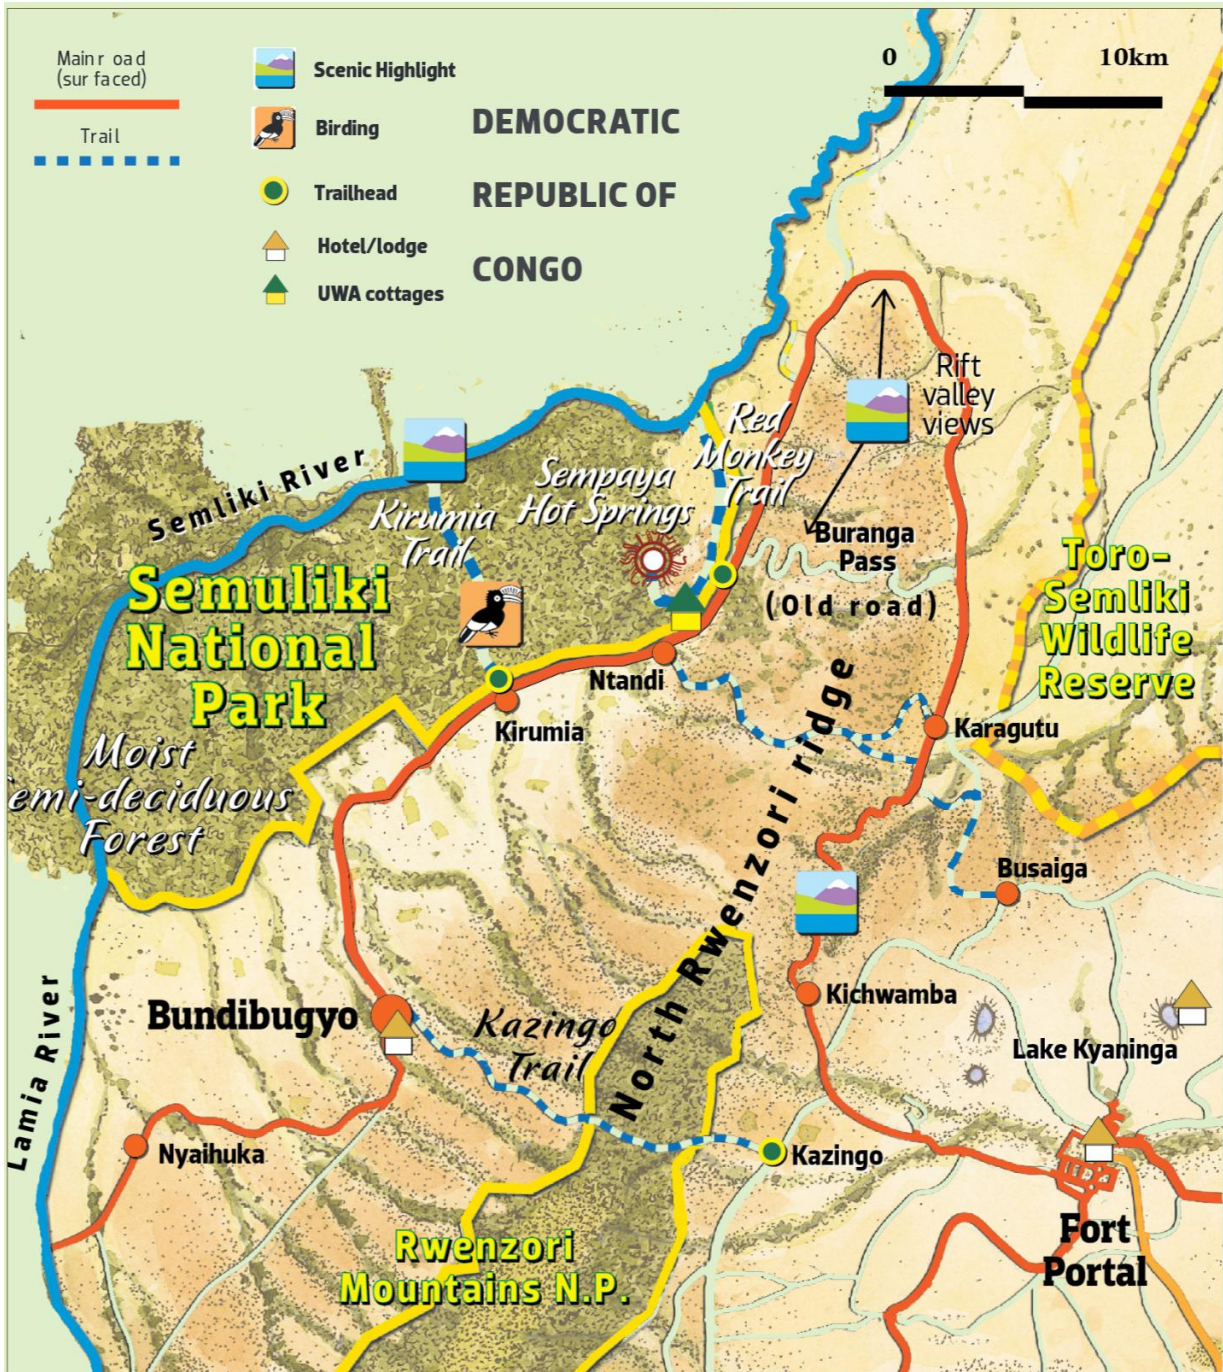 Main r oad
(sur faced)
Trail
Scenic Highlight
Birding
Trailhead
Hotel/lodge
UWA cottages
DEMOCRATIC
REPUBLIC OF
CONGO
0
10km
Rift
valley
views
Red
Monkey
Trail
Semliki River
Kirumia
Trail
Sempaya
Hot Springs
Buranga
Pass
(Old road)
Toro-
Semliki
Wildlife
Reserve
Semuliki
National
Park
Ntandi
Kirumia
Karagutu
Moist
emi-deciduous
Forest
North Rwenzori ridge
Busaiga
Kichwamba
Bundibugyo
Kazingo
Trail
Lake Kyaninga
Lamia River
Nyaihuka
Kazingo
Rwenzori
Mountains N.P.
Fort
Portal